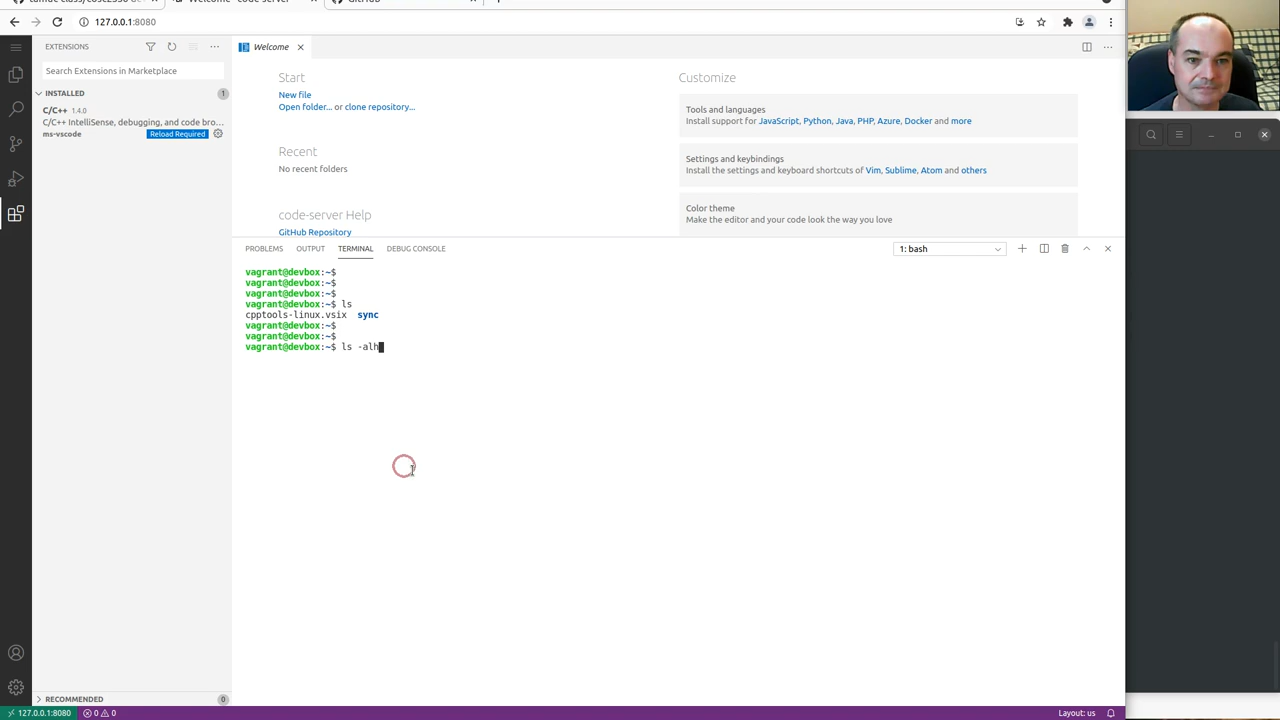 Welcome - code-server
GitHub
127.0.0.1:8080
EXTENSIONS
Search Extensions in Marketplace
INSTALLED
1
C/C++ 1.4.0
C/C++ IntelliSense, debugging, and code bro...
ms-vscode
Reload Required
Welcome
Start
New file
Open folder... or clone repository...
Recent
No recent folders
code-server Help
GitHub Repository
Customize
Tools and languages
Install support for JavaScript, Python, Java, PHP, Azure, Docker and more
Settings and keybindings
Install the settings and keyboard shortcuts of Vim, Sublime, Atom and others
Color theme
Make the editor and your code look the way you love
PROBLEMS
OUTPUT
TERMINAL
DEBUG CONSOLE
1: bash
vagrant@devbox:~$
vagrant@devbox:~$
vagrant@devbox:~$
vagrant@devbox:~$ ls
cpptools-linux.vsix sync
vagrant@devbox:~$
vagrant@devbox:~$
vagrant@devbox:~$ ls -alh
RECOMMENDED
0
127.0.0.1:8080
0
0
Layout: us